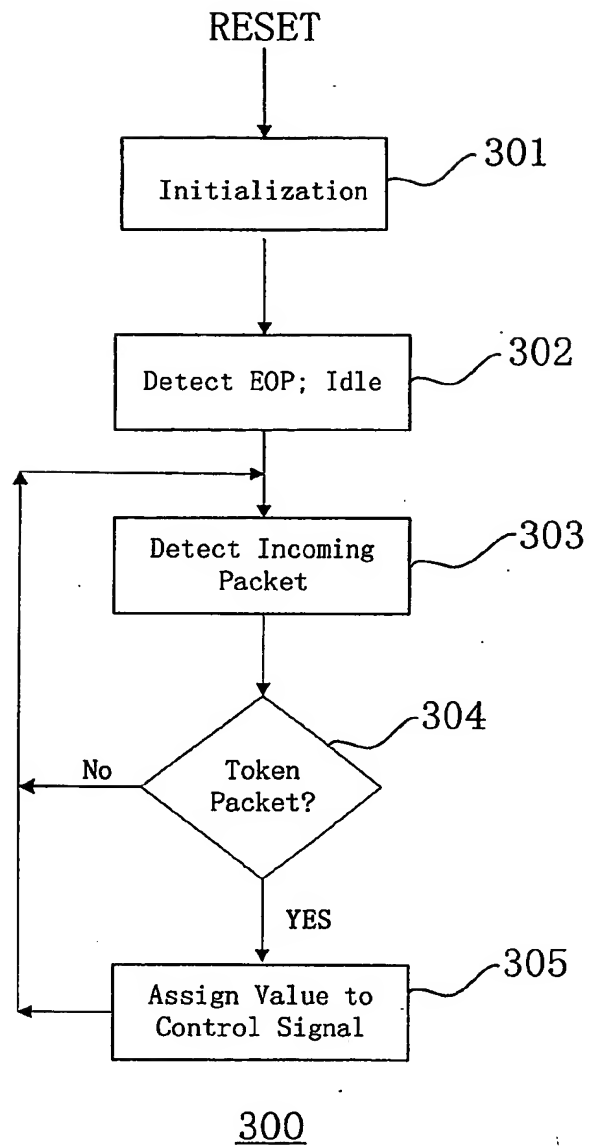 RESET
Initialization
301
Detect EOP; Idle
302
Detect Incoming
Packet
303
Token
Packet?
304
No
YES
Assign Value to
Control Signal
305
300